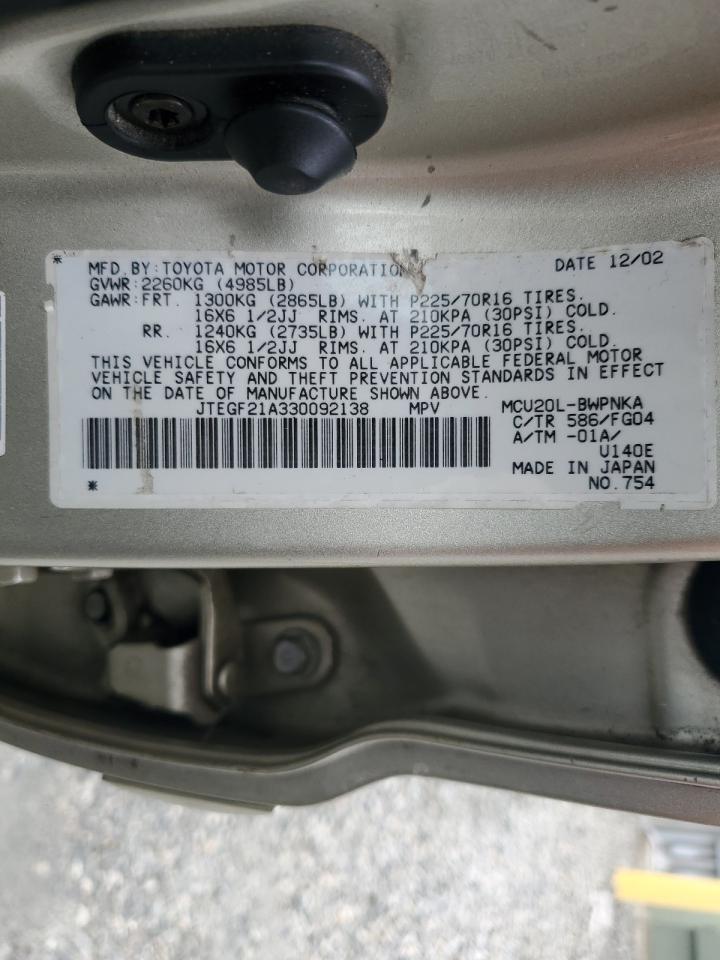 MFD.BY:TOYOTA MOTOR CORPORATION DATE 12/02
GVWR:2260KG (4985LB)
GAWR:FRT. 1300KG (2865LB) WITH P225/70R16 TIRES.
16X6 1/2JJ RIMS. AT 210KPA (30PSI) COLD.
RR. 1240KG (2735LB) WITH P225/70R16 TIRES.
16X6 1/2JJ RIMS. AT 210KPA (30PSI) COLD.
THIS VEHICLE CONFORMS TO ALL APPLICABLE FEDERAL MOTOR
VEHICLE SAFETY AND THEFT PREVENTION STANDARDS IN EFFECT
ON THE DATE OF MANUFACTURE SHOWN ABOVE.
JTEGF21A330092138 MPV MCU20L-BWPNKA
C/TR 586/FG04
A/TM -01A/
U140E
MADE IN JAPAN
NO.754